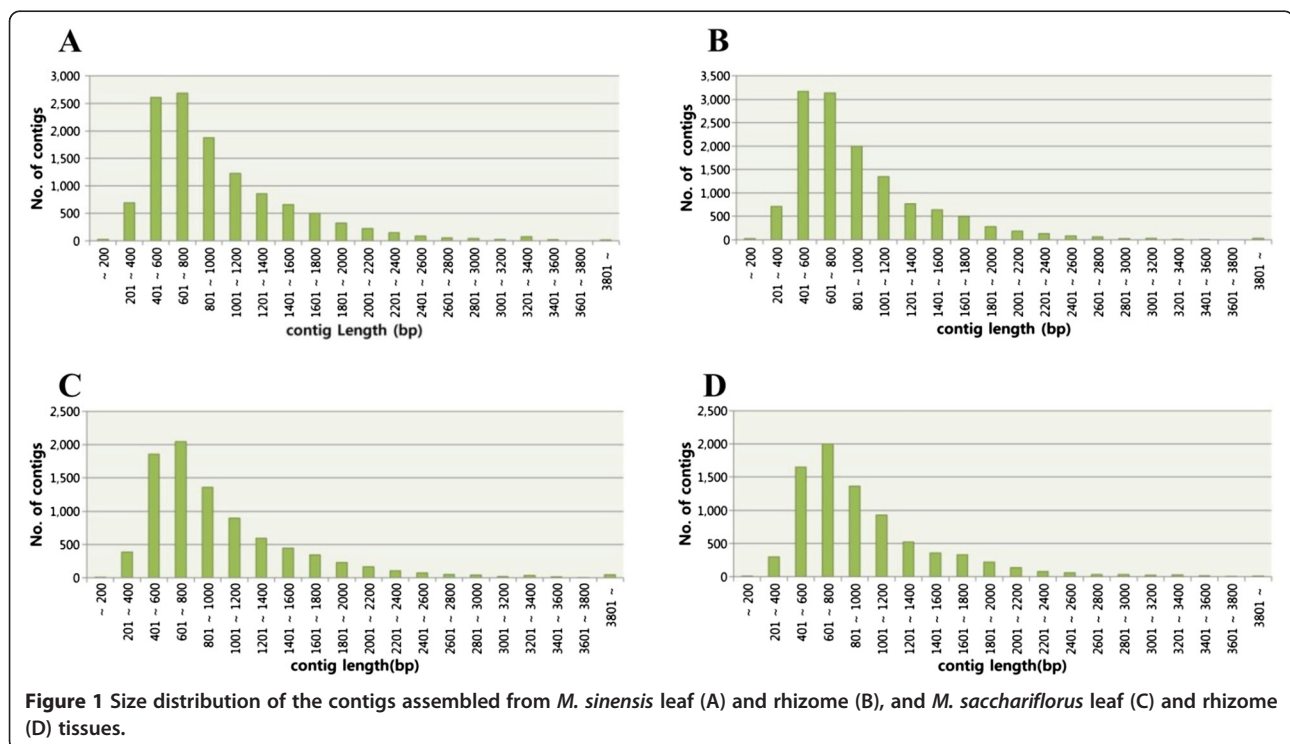 A
3,000
2,500
2,000
1,500
1,000
500
0
No. of contigs
~ 200
201 ~ 400
401 ~ 600
601 ~ 800
801 ~ 1000
1001 ~ 1200
1201 ~ 1400
1401 ~ 1600
1601 ~ 1800
1801 ~ 2000
2001 ~ 2200
2201 ~ 2400
2401 ~ 2600
2601 ~ 2800
2801 ~ 3000
3001 ~ 3200
3201 ~ 3400
3401 ~ 3600
3601 ~ 3800
3801 ~
contig Length (bp)
B
3,500
3,000
2,500
2,000
1,500
1,000
500
0
No. of contigs
~ 200
201 ~ 400
401 ~ 600
601 ~ 800
801 ~ 1000
1001 ~ 1200
1201 ~ 1400
1401 ~ 1600
1601 ~ 1800
1801 ~ 2000
2001 ~ 2200
2201 ~ 2400
2401 ~ 2600
2601 ~ 2800
2801 ~ 3000
3001 ~ 3200
3201 ~ 3400
3401 ~ 3600
3601 ~ 3800
3801 ~
contig length (bp)
C
2,500
2,000
1,500
1,000
500
0
No. of contigs
~ 200
201 ~ 400
401 ~ 600
601 ~ 800
801 ~ 1000
1001 ~ 1200
1201 ~ 1400
1401 ~ 1600
1601 ~ 1800
1801 ~ 2000
2001 ~ 2200
2201 ~ 2400
2401 ~ 2600
2601 ~ 2800
2801 ~ 3000
3001 ~ 3200
3201 ~ 3400
3401 ~ 3600
3601 ~ 3800
3801 ~
contig length(bp)
D
2,500
2,000
1,500
1,000
500
0
No. of contigs
~ 200
201 ~ 400
401 ~ 600
601 ~ 800
801 ~ 1000
1001 ~ 1200
1201 ~ 1400
1401 ~ 1600
1601 ~ 1800
1801 ~ 2000
2001 ~ 2200
2201 ~ 2400
2401 ~ 2600
2601 ~ 2800
2801 ~ 3000
3001 ~ 3200
3201 ~ 3400
3401 ~ 3600
3601 ~ 3800
3801 ~
contig length(bp)
Figure 1 Size distribution of the contigs assembled from M. sinensis leaf (A) and rhizome (B), and M. sacchariflorus leaf (C) and rhizome
(D) tissues.